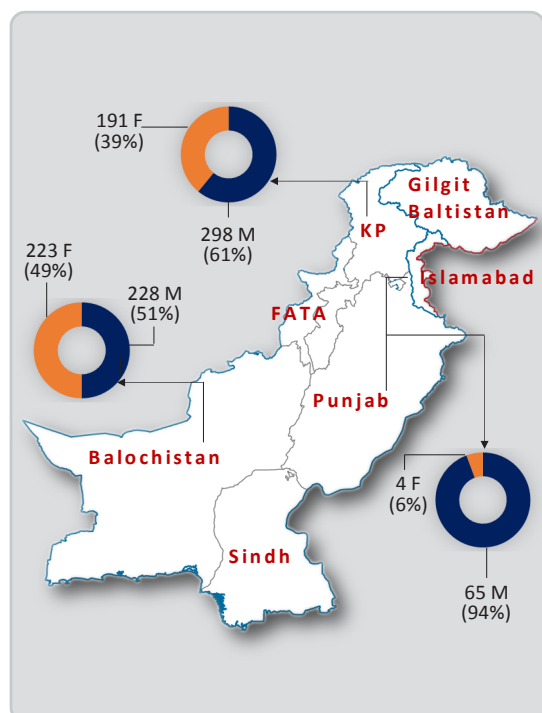 191 F
(39%)
298 M
(61%)
Gilgit
Baltistan
KP
Islamabad
223 F
(49%)
228 M
(51%)
FATA
Punjab
Balochistan
4 F
(6%)
Sindh
65 M
(94%)